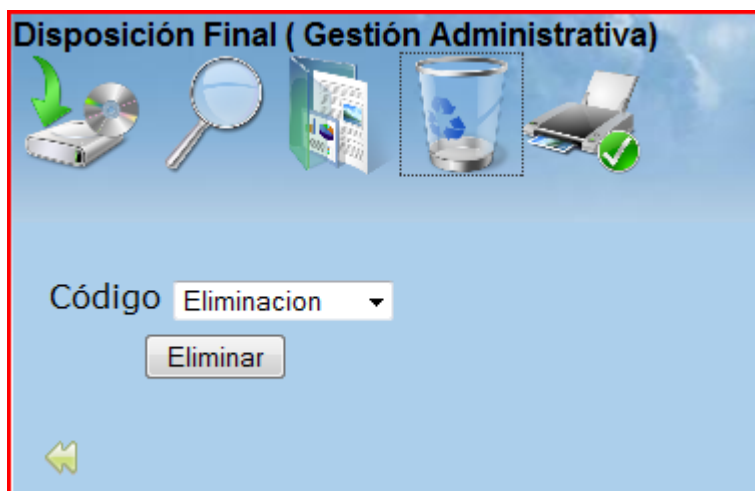 Disposición Final ( Gestión Administrativa)
Código Eliminacion
Eliminar